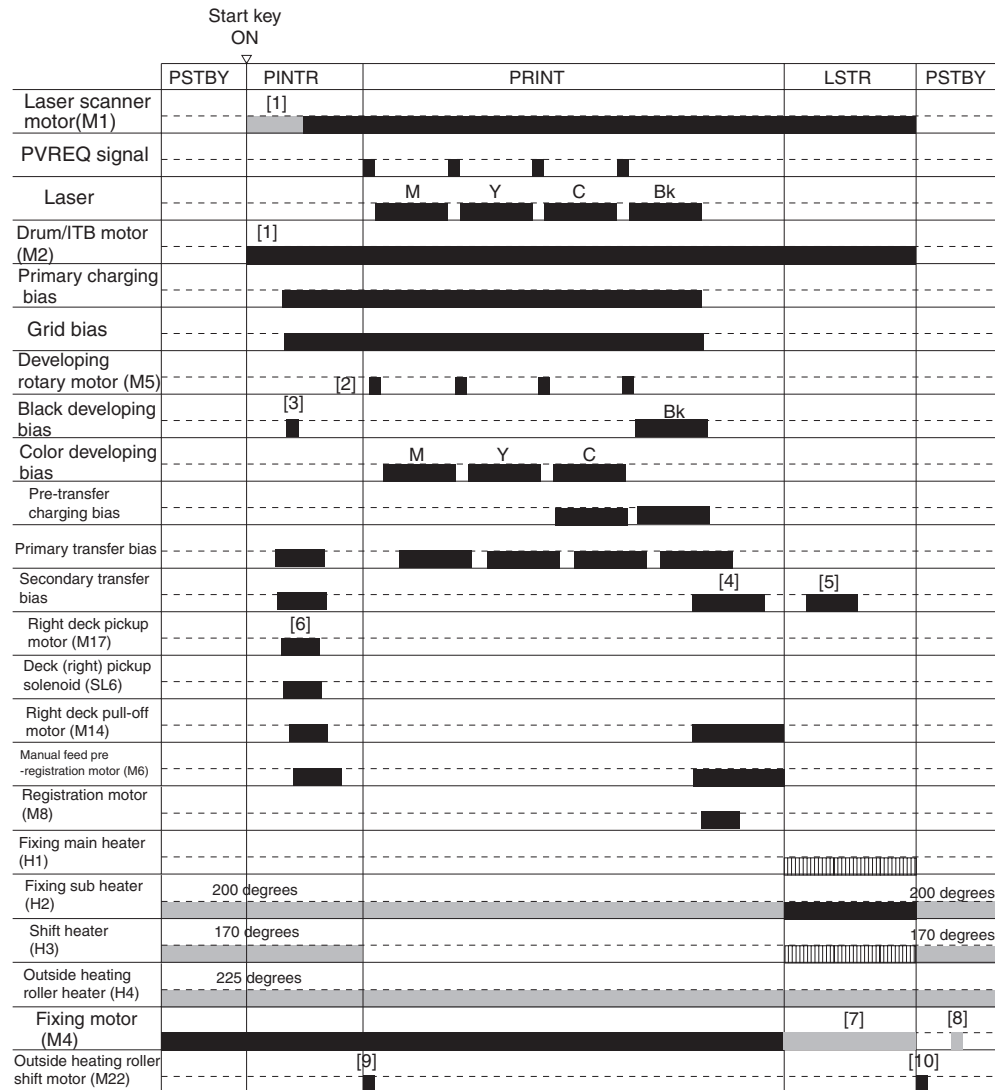 Start key
ON
PSTBY PINTR PRINT LSTR PSTBY
Laser scanner
motor(M1)
[1]
PVREQ signal
Laser
M Y C Bk
Drum/ITB motor
(M2)
[1]
Primary charging
bias
Grid bias
Developing
rotary motor (M5)
[2]
Black developing
bias
[3]
Bk
Color developing
bias
M Y C
Pre-transfer
charging bias
Primary transfer bias
Secondary transfer
bias
[4] [5]
Right deck pickup
motor (M17)
[6]
Deck (right) pickup
solenoid (SL6)
Right deck pull-off
motor (M14)
Manual feed pre
-registration motor (M6)
Registration motor
(M8)
Fixing main heater
(H1)
Fixing sub heater
(H2)
200 degrees 200 degrees
Shift heater
(H3)
170 degrees 170 degrees
Outside heating
roller heater (H4)
225 degrees
Fixing motor
(M4)
[7] [8]
Outside heating roller
shift motor (M22)
[9] [10]